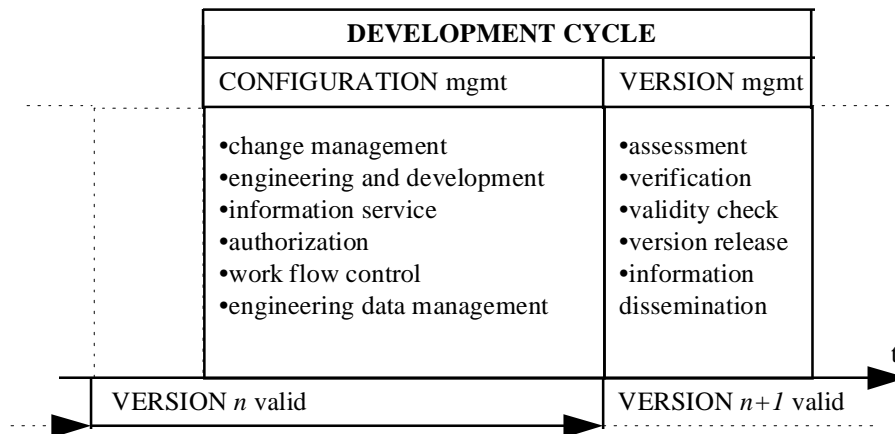 DEVELOPMENT CYCLE
CONFIGURATION mgmt
VERSION mgmt
•change management
•engineering and development
•information service
•authorization
•work flow control
•engineering data management
•assessment
•verification
•validity check
•version release
•information
dissemination
t
VERSION n valid
VERSION n+1 valid